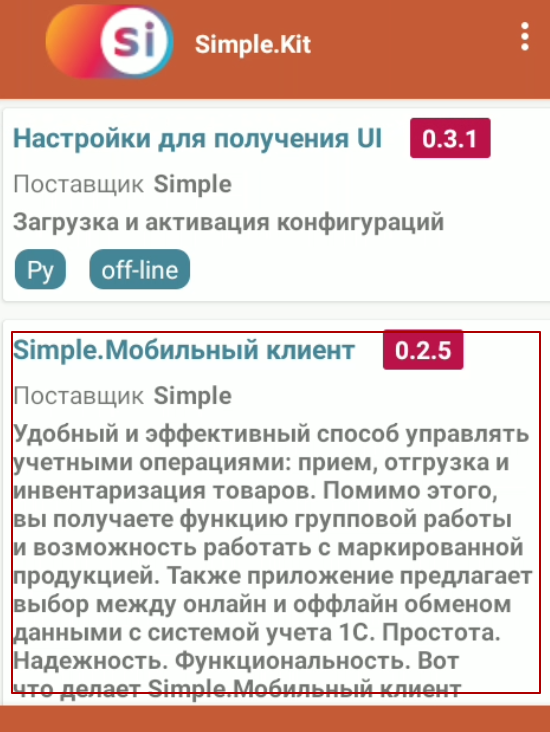 Si
Simple.Kit
Настройки для получения UI 0.3.1
Поставщик Simple
Загрузка и активация конфигураций
Py off-line
Simple.Мобильный клиент 0.2.5
Поставщик Simple
Удобный и эффективный способ управлять
учетными операциями: прием, отгрузка и
инвентаризация товаров. Помимо этого,
вы получаете функцию групповой работы
и возможность работать с маркированной
продукцией. Также приложение предлагает
выбор между онлайн и оффлайн обменом
данными с системой учета 1С. Простота.
Надежность. Функциональность. Вот
что делает Simple.Мобильный клиент